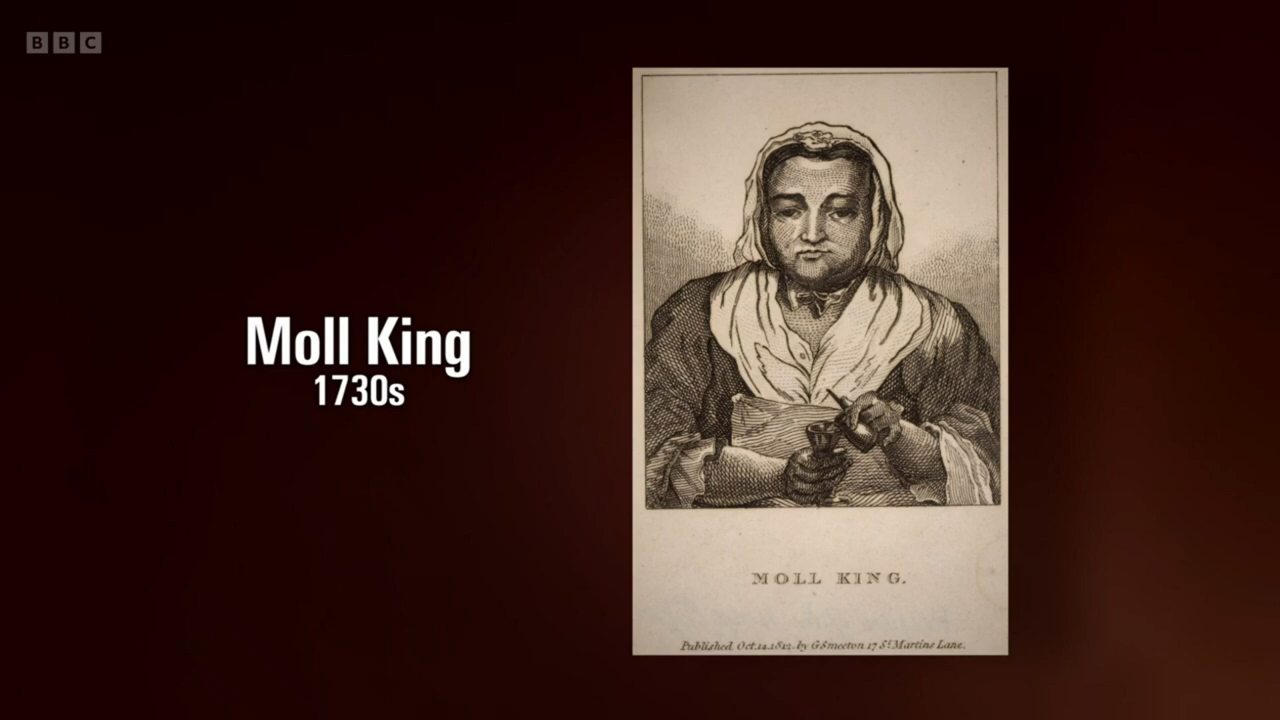 BBC
Moll King
1730s
MOLL KING.
Published Oct.14.1812. by G Smeeton 17 St Martins Lane.